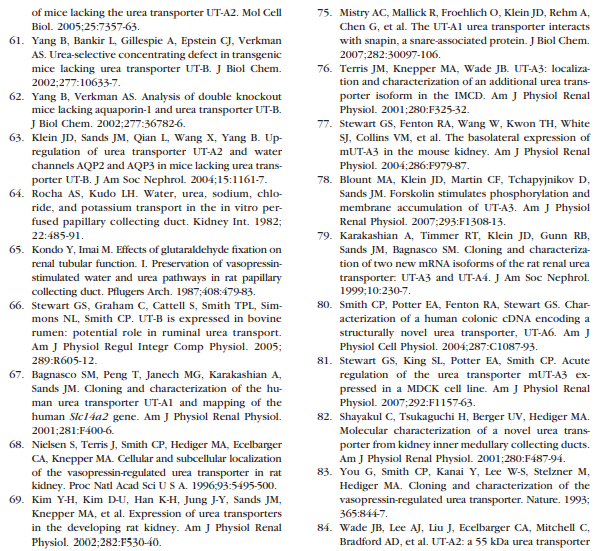 of mice lacking the urea transporter UT-A2. Mol Cell
Biol. 2005;25:7357-63.
61. Yang B, Bankir L, Gillespie A, Epstein CJ, Verkman
AS. Urea-selective concentrating defect in transgenic
mice lacking urea transporter UT-B. J Biol Chem.
2002;277:10633-7.
62. Yang B, Verkman AS. Analysis of double knockout
mice lacking aquaporin-1 and urea transporter UT-B.
J Biol Chem. 2002;277:36782-6.
63. Klein JD, Sands JM, Qian L, Wang X, Yang B. Up-
regulation of urea transporter UT-A2 and water
channels AQP2 and AQP3 in mice lacking urea trans-
porter UT-B. J Am Soc Nephrol. 2004;15:1161-7.
64. Rocha AS, Kudo LH. Water, urea, sodium, chlo-
ride, and potassium transport in the in vitro per-
fused papillary collecting duct. Kidney Int. 1982;
22:485-91.
65. Kondo Y, Imai M. Effects of glutaraldehyde fixation on
renal tubular function. I. Preservation of vasopressin-
stimulated water and urea pathways in rat papillary
collecting duct. Pflugers Arch. 1987;408:479-83.
66. Stewart GS, Graham C, Cattell S, Smith TPL, Sim-
mons NL, Smith CP. UT-B is expressed in bovine
rumen: potential role in ruminal urea transport.
Am J Physiol Regul Integr Comp Physiol. 2005;
289:R605-12.
67. Bagnasco SM, Peng T, Janech MG, Karakashian A,
Sands JM. Cloning and characterization of the hu-
man urea transporter UT-A1 and mapping of the
human Slc14a2 gene. Am J Physiol Renal Physiol.
2001;281:F400-6.
68. Nielsen S, Terris J, Smith CP, Hediger MA, Ecelbarger
CA, Knepper MA. Cellular and subcellular localization
of the vasopressin-regulated urea transporter in rat
kidney. Proc Natl Acad Sci U S A. 1996;93:5495-500.
69. Kim Y-H, Kim D-U, Han K-H, Jung J-Y, Sands JM,
Knepper MA, et al. Expression of urea transporters
in the developing rat kidney. Am J Physiol Renal
Physiol. 2002;282:F530-40.
75. Mistry AC, Mallick R, Froehlich O, Klein JD, Rehm A,
Chen G, et al. The UT-A1 urea transporter interacts
with snapin, a snare-associated protein. J Biol Chem.
2007;282:30097-106.
76. Terris JM, Knepper MA, Wade JB. UT-A3: localiza-
tion and characterization of an additional urea trans-
porter isoform in the IMCD. Am J Physiol Renal
Physiol. 2001;280:F325-32.
77. Stewart GS, Fenton RA, Wang W, Kwon TH, White
SJ, Collins VM, et al. The basolateral expression of
mUT-A3 in the mouse kidney. Am J Physiol Renal
Physiol. 2004;286:F979-87.
78. Blount MA, Klein JD, Martin CF, Tchapyjnikov D,
Sands JM. Forskolin stimulates phosphorylation and
membrane accumulation of UT-A3. Am J Physiol
Renal Physiol. 2007;293:F1308-13.
79. Karakashian A, Timmer RT, Klein JD, Gunn RB,
Sands JM, Bagnasco SM. Cloning and characteriza-
tion of two new mRNA isoforms of the rat renal urea
transporter: UT-A3 and UT-A4. J Am Soc Nephrol.
1999;10:230-7.
80. Smith CP, Potter EA, Fenton RA, Stewart GS. Char-
acterization of a human colonic cDNA encoding a
structurally novel urea transporter, UT-A6. Am J
Physiol Cell Physiol. 2004;287:C1087-93.
81. Stewart GS, King SL, Potter EA, Smith CP. Acute
regulation of the urea transporter mUT-A3 ex-
pressed in a MDCK cell line. Am J Physiol Renal
Physiol. 2007;292:F1157-63.
82. Shayakul C, Tsukaguchi H, Berger UV, Hediger MA.
Molecular characterization of a novel urea trans-
porter from kidney inner medullary collecting ducts.
Am J Physiol Renal Physiol. 2001;280:F487-94.
83. You G, Smith CP, Kanai Y, Lee W-S, Stelzner M,
Hediger MA. Cloning and characterization of the
vasopressin-regulated urea transporter. Nature. 1993;
365:844-7.
84. Wade JB, Lee AJ, Liu J, Ecelbarger CA, Mitchell C,
Bradford AD, et al. UT-A2: a 55 kDa urea transporter